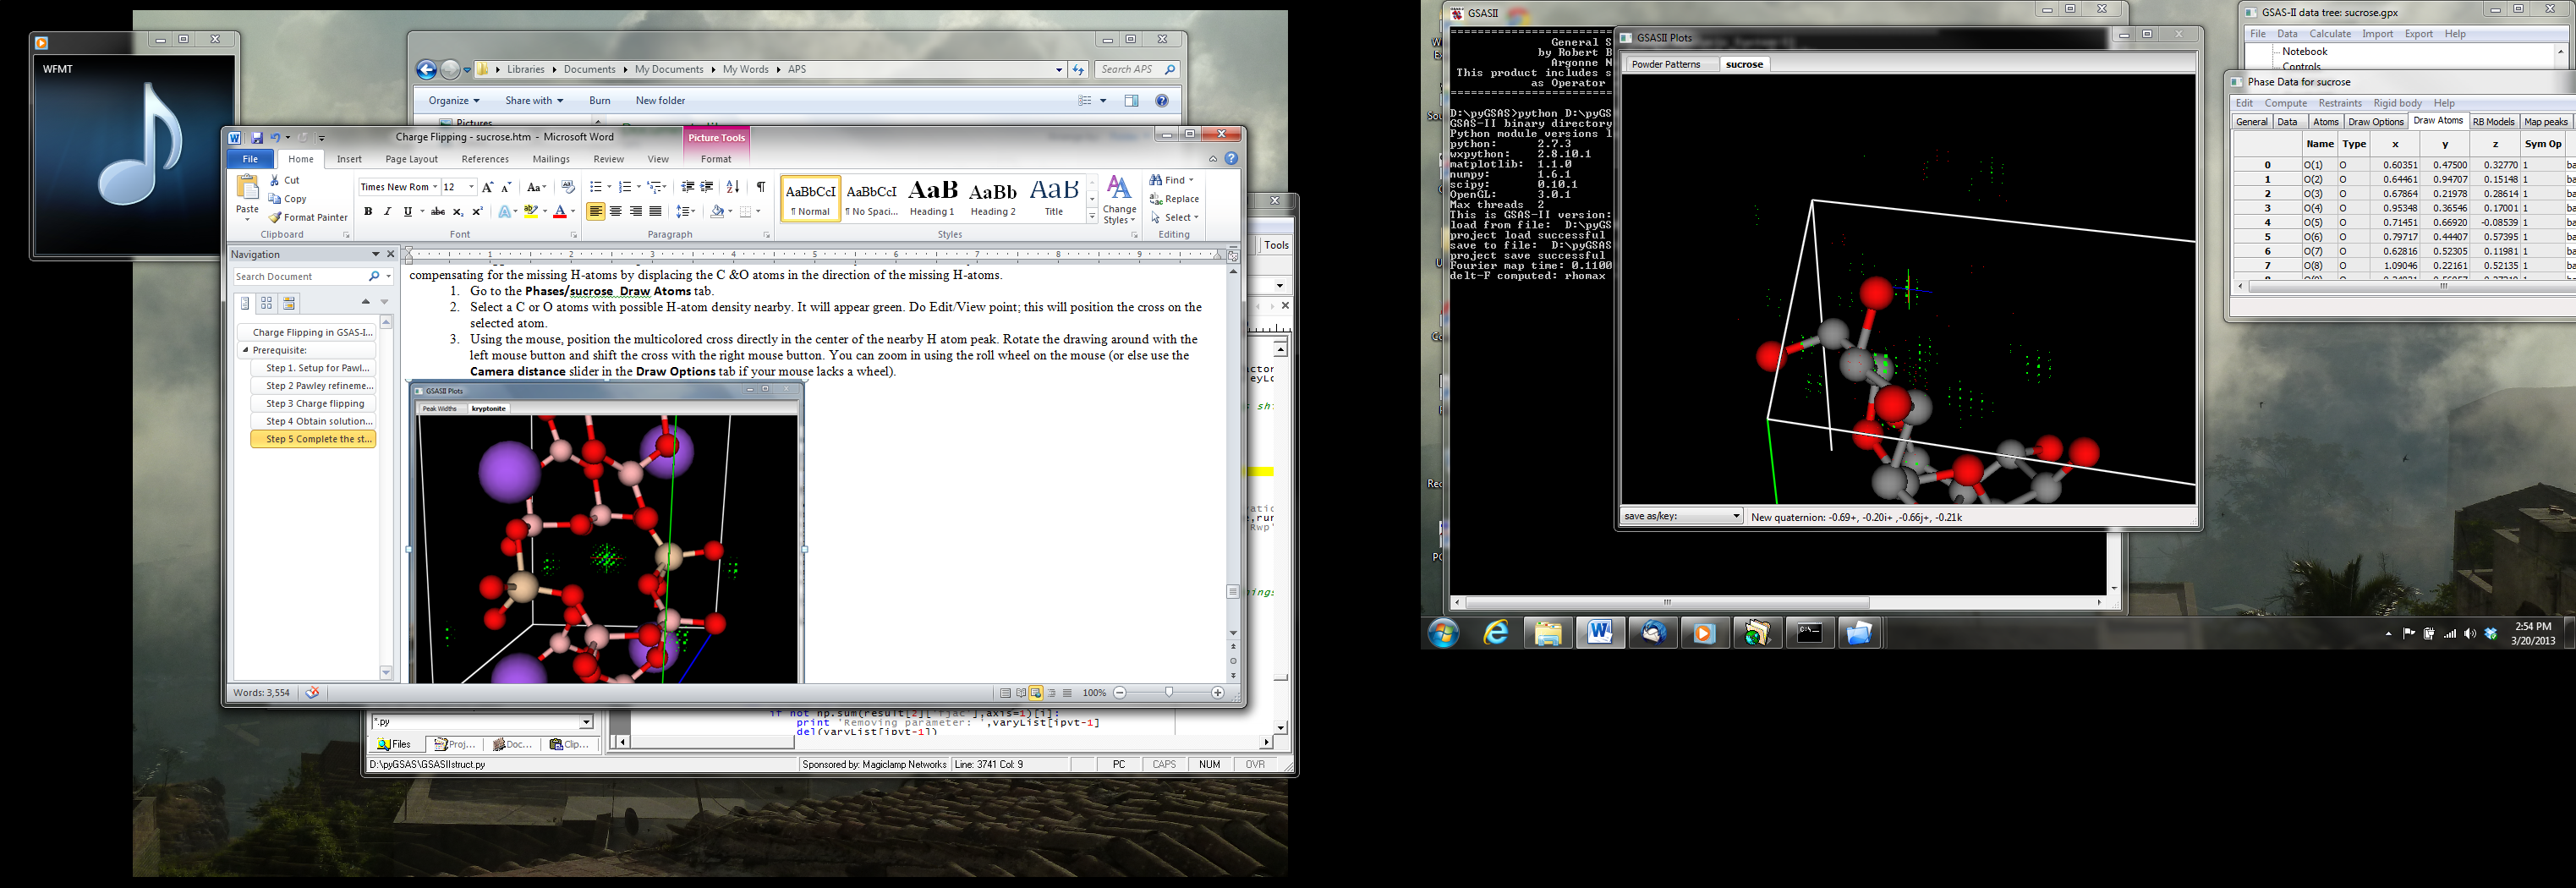 WFMT
Libraries ▸ Documents ▸ My Documents ▸ My Words ▸ APS
Search APS
Organize Share with Burn New folder
Pictures
Charge Flipping - sucrose.htm - Microsoft Word
Picture Tools
File Home Insert Page Layout References Mailings Review View Format
Paste
Cut
Copy
Format Painter
Clipboard
Times New Rom 12
Font
Paragraph
AaBbCcI AaBbCcI AaB AaBb AaB
¶ Normal ¶ No Spaci... Heading 1 Heading 2 Title
Change Styles
Styles
Find
Replace
Select
Editing
Navigation
Search Document
Charge Flipping in GSAS-I...
Prerequisite:
Step 1. Setup for Pawl...
Step 2 Pawley refineme...
Step 3 Charge flipping
Step 4 Obtain solution...
Step 5 Complete the st...
1 2 3 4 5 6 7 8 9
compensating for the missing H-atoms by displacing the C &O atoms in the direction of the missing H-atoms.
1. Go to the Phases/sucrose Draw Atoms tab.
2. Select a C or O atoms with possible H-atom density nearby. It will appear green. Do Edit/View point; this will position the cross on the
selected atom.
3. Using the mouse, position the multicolored cross directly in the center of the nearby H atom peak. Rotate the drawing around with the
left mouse button and shift the cross with the right mouse button. You can zoom in using the roll wheel on the mouse (or else use the
Camera distance slider in the Draw Options tab if your mouse lacks a wheel).
GSASII Plots
Peak Widths kryptonite
Words: 3,554
100%
Tools
*.py
if not np.sum(result[2]['fjac'],axis=1)[i]:
print 'Removing parameter: ',varyList[ipvt-1]
del(varyList[ipvt-1])
Files Proj... Doc... Clip...
D:\pyGSAS\GSASIIstruct.py
Sponsored by: Magiclamp Networks
Line: 3741 Col: 9
PC CAPS NUM OVR
GSASII
General S
by Robert B
Argonne N
This product includes s
as Operator
D:\pyGSAS>python D:\pyGS
GSAS-II binary directory
Python module versions l
python: 2.7.3
wxpython: 2.8.10.1
matplotlib: 1.1.0
numpy: 1.6.1
scipy: 0.10.1
OpenGL: 3.0.1
Max threads 2
This is GSAS-II version:
load from file: D:\pyGS
project load successful
save to file: D:\pyGSAS
project save successful
Fourier map time: 0.1100
delt-F computed: rhomax
GSASII Plots
Powder Patterns sucrose
save as/key:
New quaternion: -0.69+, -0.20i+ ,-0.66j+, -0.21k
GSAS-II data tree: sucrose.gpx
File Data Calculate Import Export Help
Notebook
Controls
Phase Data for sucrose
Edit Compute Restraints Rigid body Help
General Data Atoms Draw Options Draw Atoms RB Models Map peaks
Name Type x y z Sym Op
0 O(1) O 0.60351 0.47500 0.32770 1 ba
1 O(2) O 0.64461 0.94707 0.15148 1 ba
2 O(3) O 0.67864 0.21978 0.28614 1 ba
3 O(4) O 0.95348 0.36546 0.17001 1 ba
4 O(5) O 0.71451 0.66920 -0.08539 1 ba
5 O(6) O 0.79717 0.44407 0.57395 1 ba
6 O(7) O 0.62816 0.52305 0.11981 1 ba
7 O(8) O 1.09046 0.22161 0.52135 1 ba
2:54 PM
3/20/2013